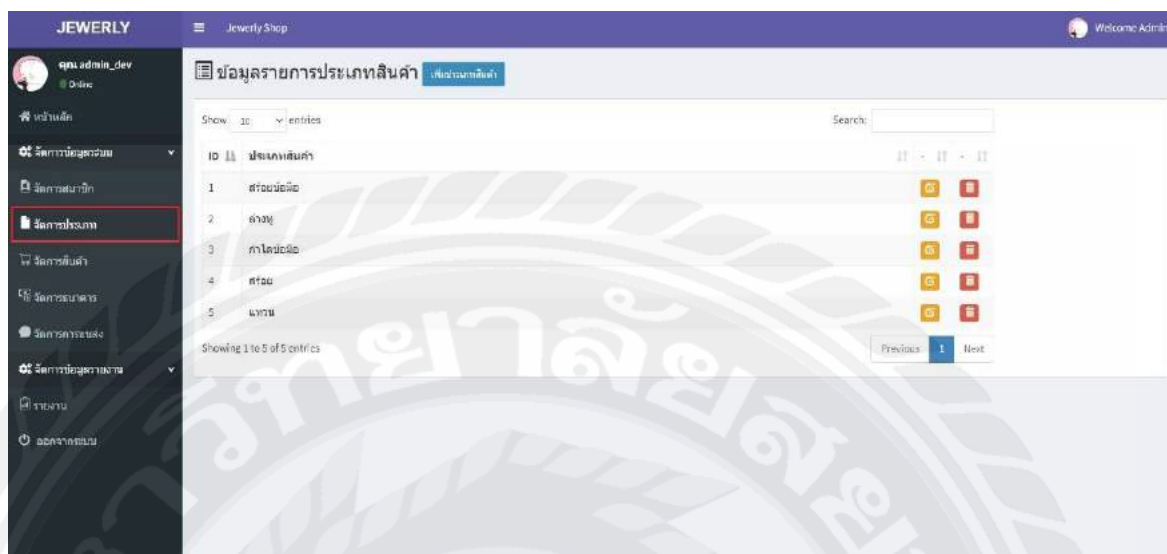 JEWERLY
Jewerly Shop
Welcome Admin
คุณ admin_dev
Online
หน้าหลัก
จัดการข้อมูลระบบ
จัดการสมาชิก
จัดการประเภท
จัดการสินค้า
จัดการธนาคาร
จัดการการขนส่ง
จัดการข้อมูลรายงาน
รายงาน
ออกจากระบบ
ข้อมูลรายการประเภทสินค้า เพิ่มประเภทสินค้า
Show 10 entries
Search:
ID ประเภทสินค้า - -
1 สร้อยข้อมือ
2 ต่างหู
3 กำไลข้อมือ
4 สร้อย
5 แหวน
Showing 1 to 5 of 5 entries
Previous 1 Next